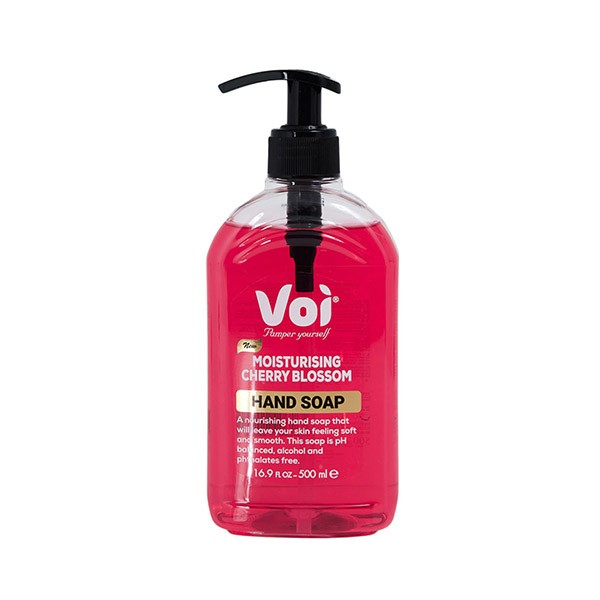 Voi®
Pamper yourself
New
MOISTURISING
CHERRY BLOSSOM
HAND SOAP
A nourishing hand soap that
will leave your skin feeling soft
and smooth. This soap is pH
balanced, alcohol and
phthalates free.
16.9 FL OZ - 500 ml ℮